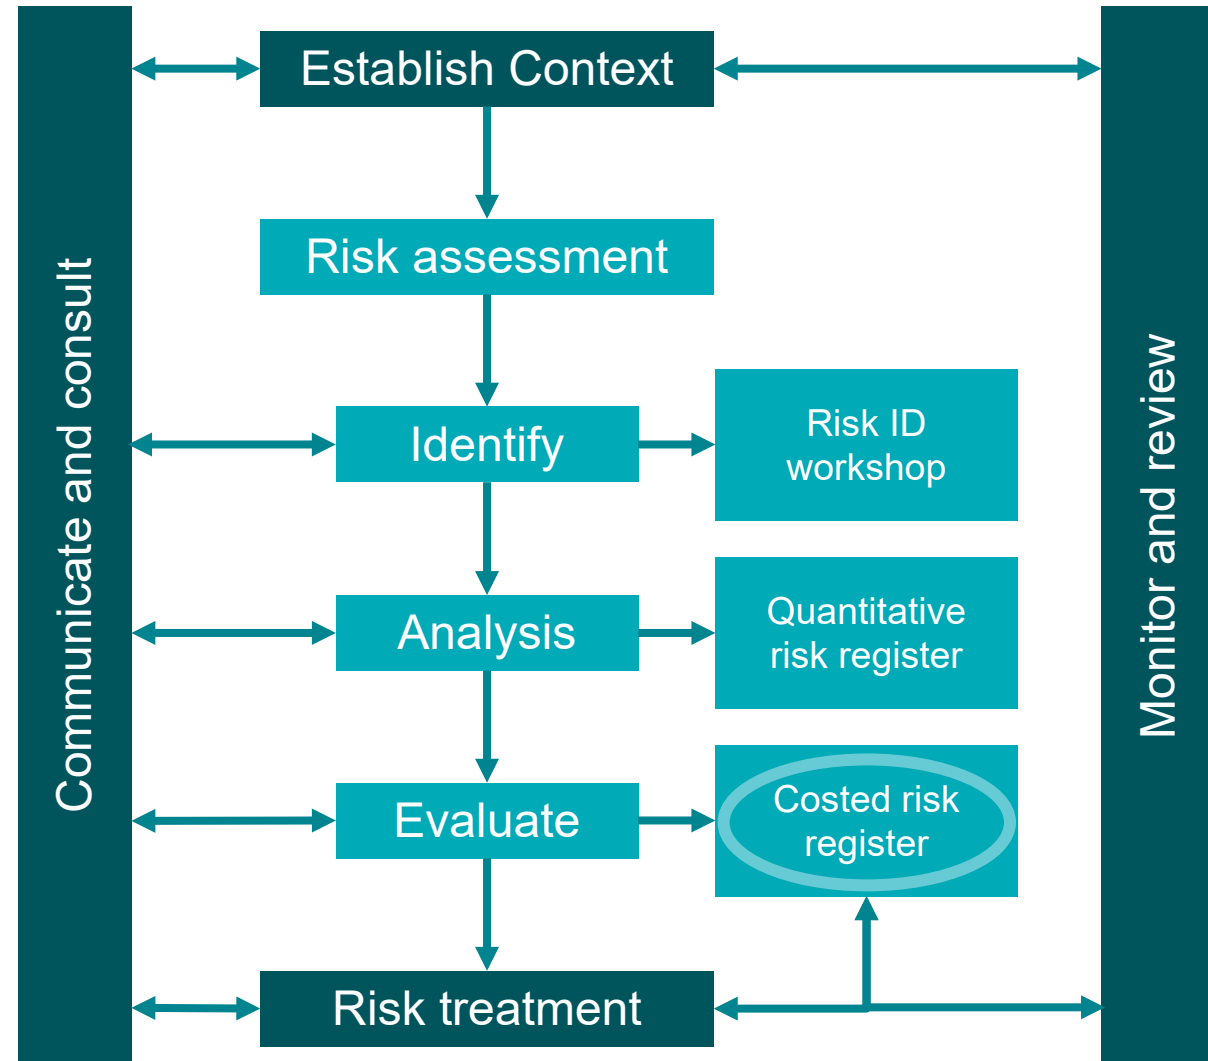 Communicate and consult
Establish Context
Risk assessment
Identify
Risk ID
workshop
Analysis
Quantitative
risk register
Evaluate
Costed risk
register
Risk treatment
Monitor and review